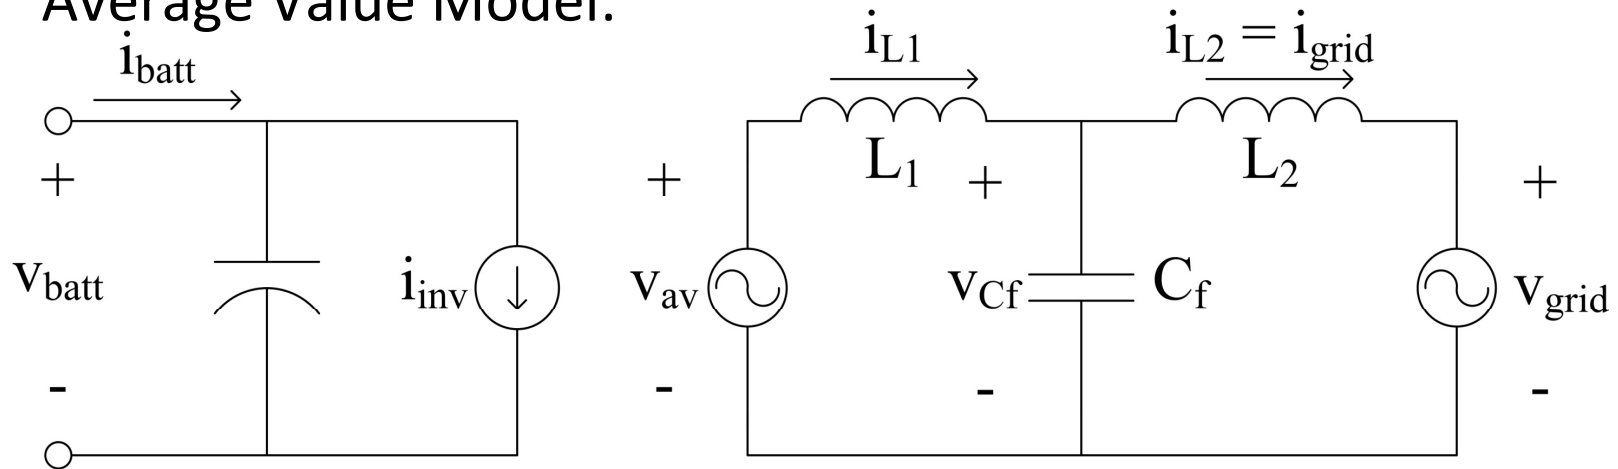 Average Value Model:
i_batt
i_L1
i_L2 = i_grid
+
+
L_1
+
L_2
+
v_batt
i_inv
v_av
v_Cf
C_f
v_grid
-
-
-
-